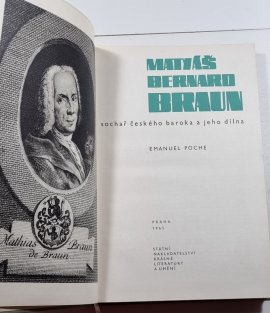 Mathias Braun
de Braun
MATYÁŠ
BERNARD
BRAUN
sochař českého baroka a jeho dílna
EMANUEL POCHE
PRAHA
1965
STÁTNÍ
NAKLADATELSTVÍ
KRÁSNÉ
LITERATURY
A UMĚNÍ